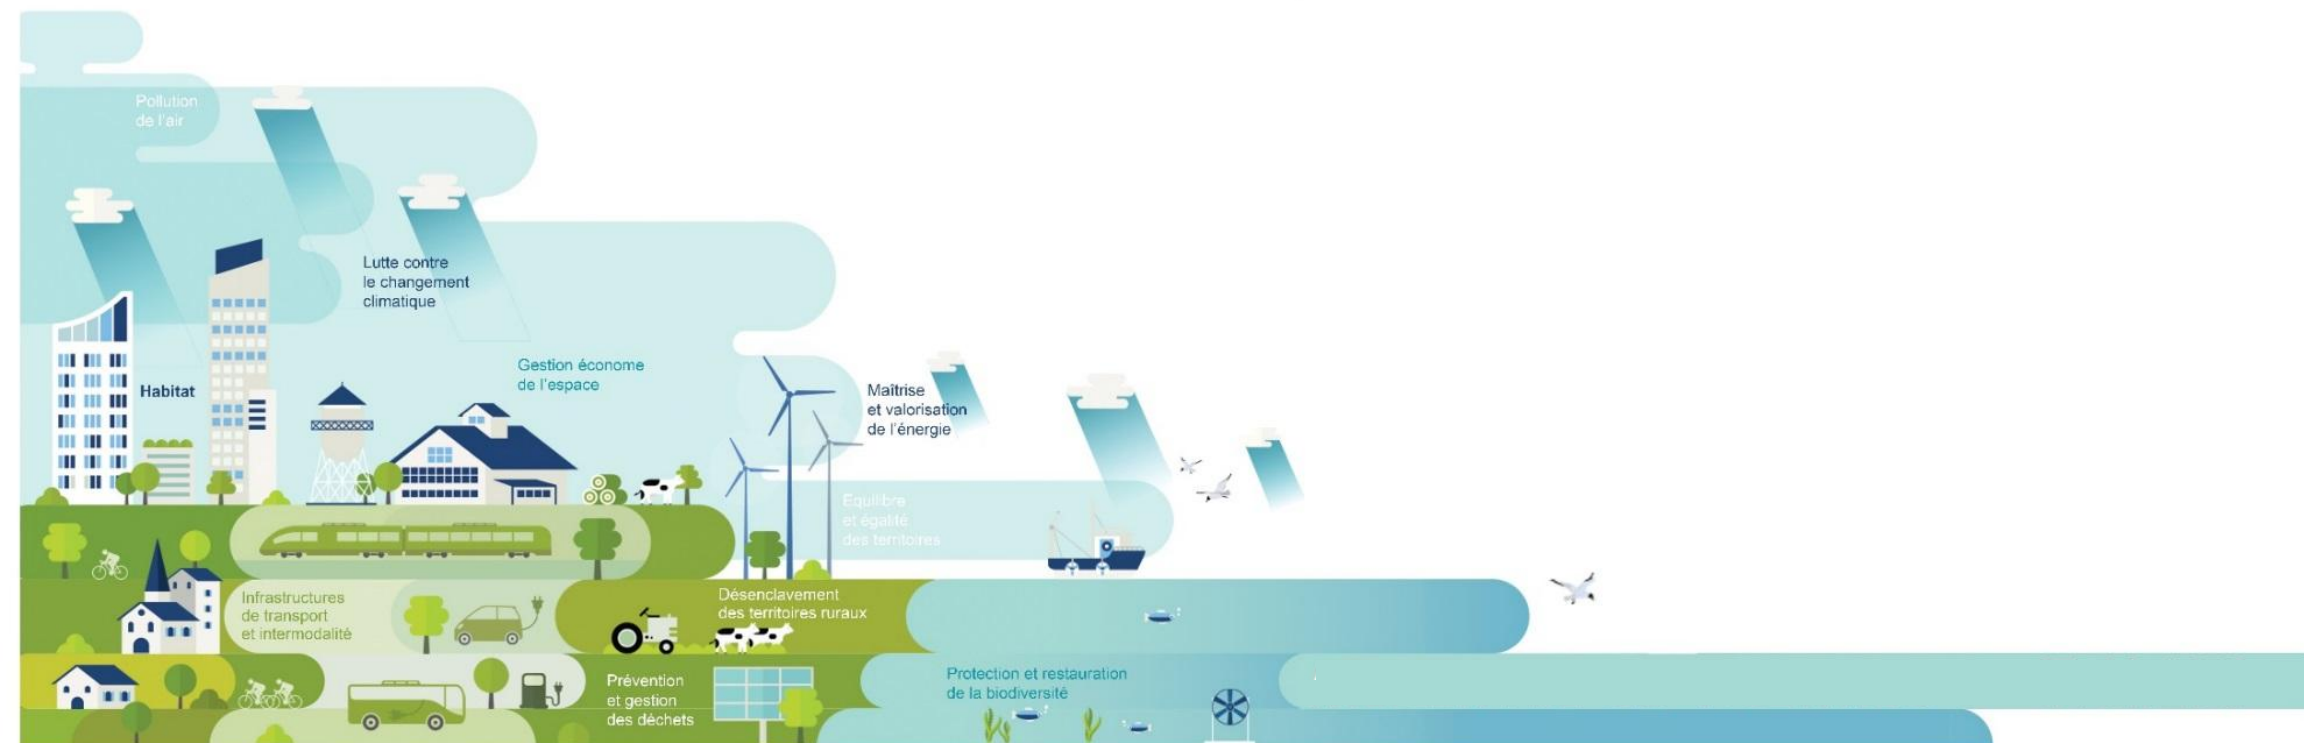 Pollution
de l'air
Lutte contre
le changement
climatique
Gestion économe
de l'espace
Habitat
Maîtrise
et valorisation
de l'énergie
Equilibre
et égalité
des territoires
Infrastructures
de transport
et intermodalité
Désenclavement
des territoires ruraux
Prévention
et gestion
des déchets
Protection et restauration
de la biodiversité